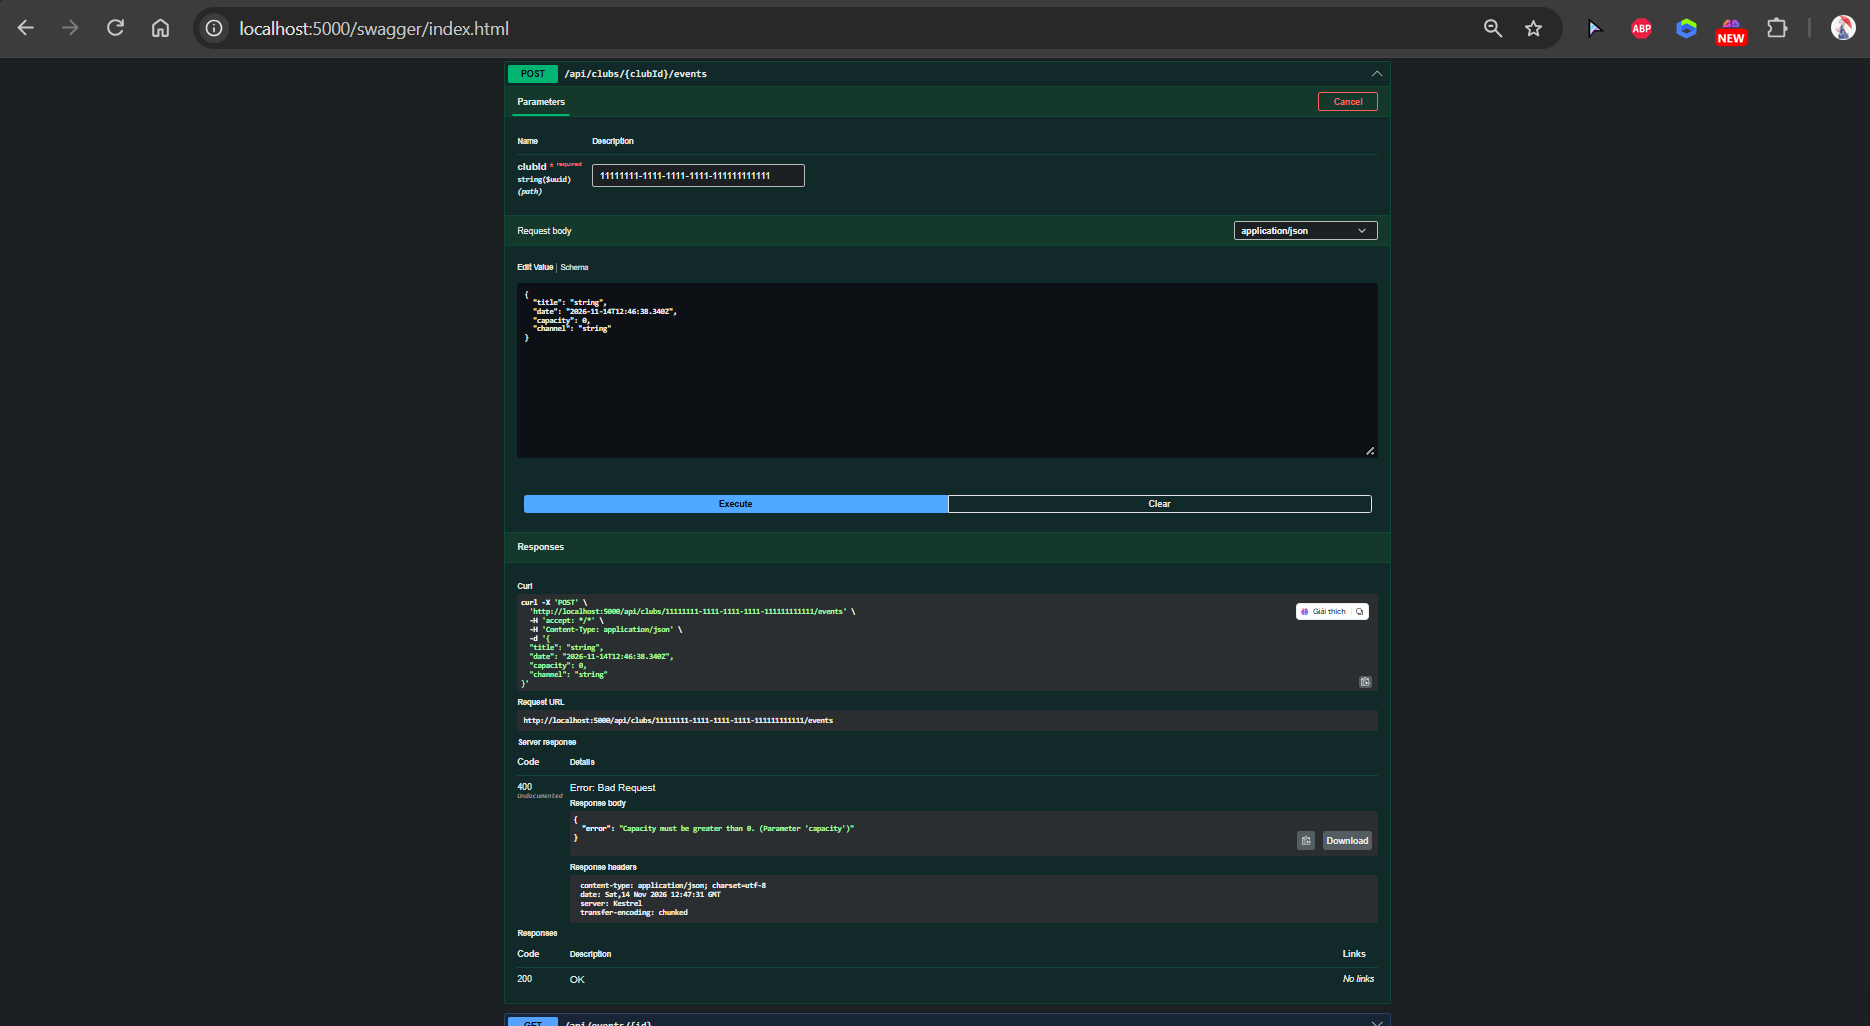 localhost:5000/swagger/index.html
ABP
NEW
POST /api/clubs/{clubId}/events
Parameters
Cancel
Name Description
clubId * required
string($uuid)
(path)
11111111-1111-1111-1111-111111111111
Request body
application/json
Edit Value | Schema
{
"title": "string",
"date": "2026-11-14T12:46:38.340Z",
"capacity": 0,
"channel": "string"
}
Execute
Clear
Responses
Curl
curl -X 'POST' \
'http://localhost:5000/api/clubs/11111111-1111-1111-1111-111111111111/events' \
-H 'accept: */*' \
-H 'Content-Type: application/json' \
-d '{
"title": "string",
"date": "2026-11-14T12:46:38.340Z",
"capacity": 0,
"channel": "string"
}'
Giải thích
Request URL
http://localhost:5000/api/clubs/11111111-1111-1111-1111-111111111111/events
Server response
Code Details
400
Undocumented
Error: Bad Request
Response body
{
"error": "Capacity must be greater than 0. (Parameter 'capacity')"
}
Download
Response headers
content-type: application/json; charset=utf-8
date: Sat,14 Nov 2026 12:47:31 GMT
server: Kestrel
transfer-encoding: chunked
Responses
Code Description Links
200 OK No links
GET /api/events/{id}